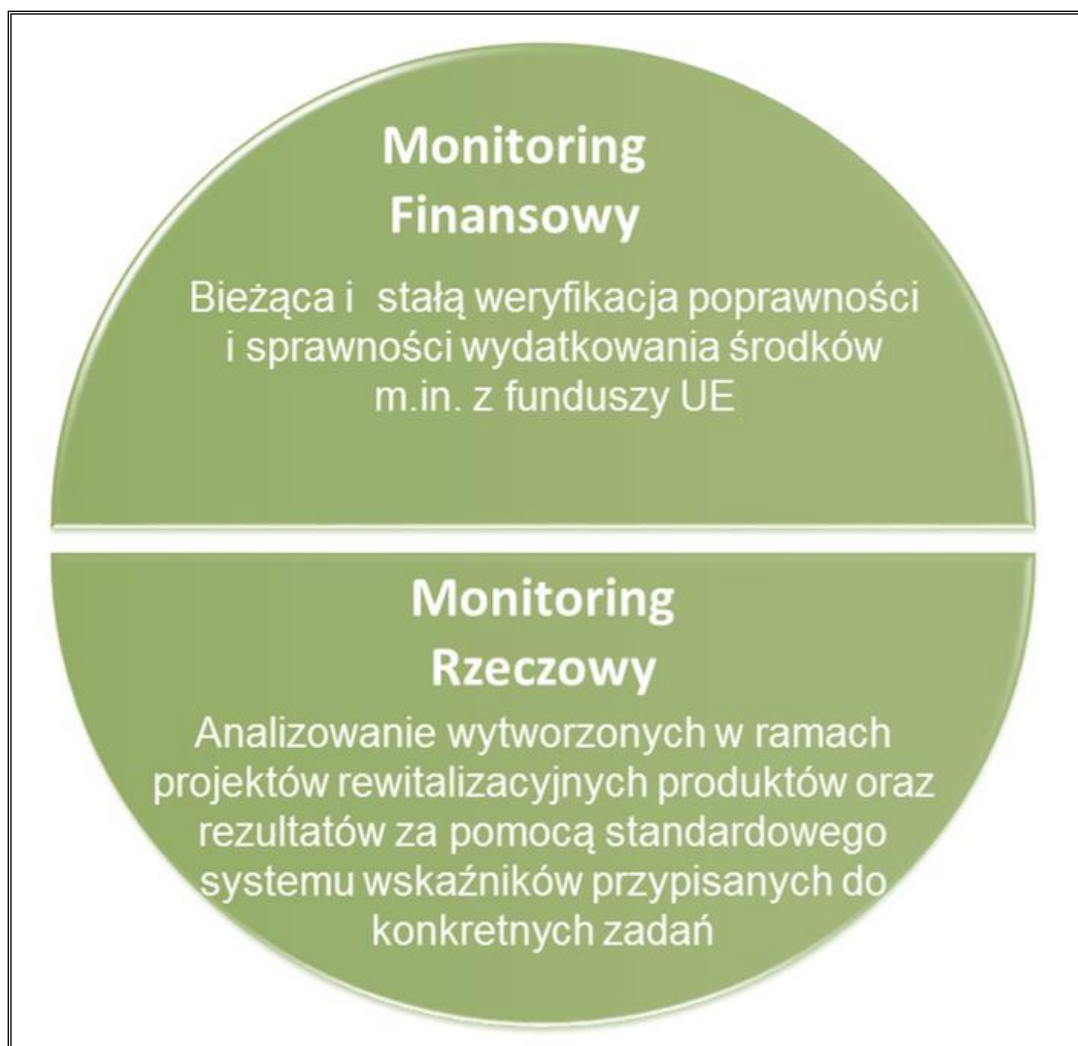 Monitoring
Finansowy
Bieżąca i stałą weryfikacja poprawności
i sprawności wydatkowania środków
m.in. z funduszy UE
Monitoring
Rzeczowy
Analizowanie wytworzonych w ramach
projektów rewitalizacyjnych produktów oraz
rezultatów za pomocą standardowego
systemu wskaźników przypisanych do
konkretnych zadań